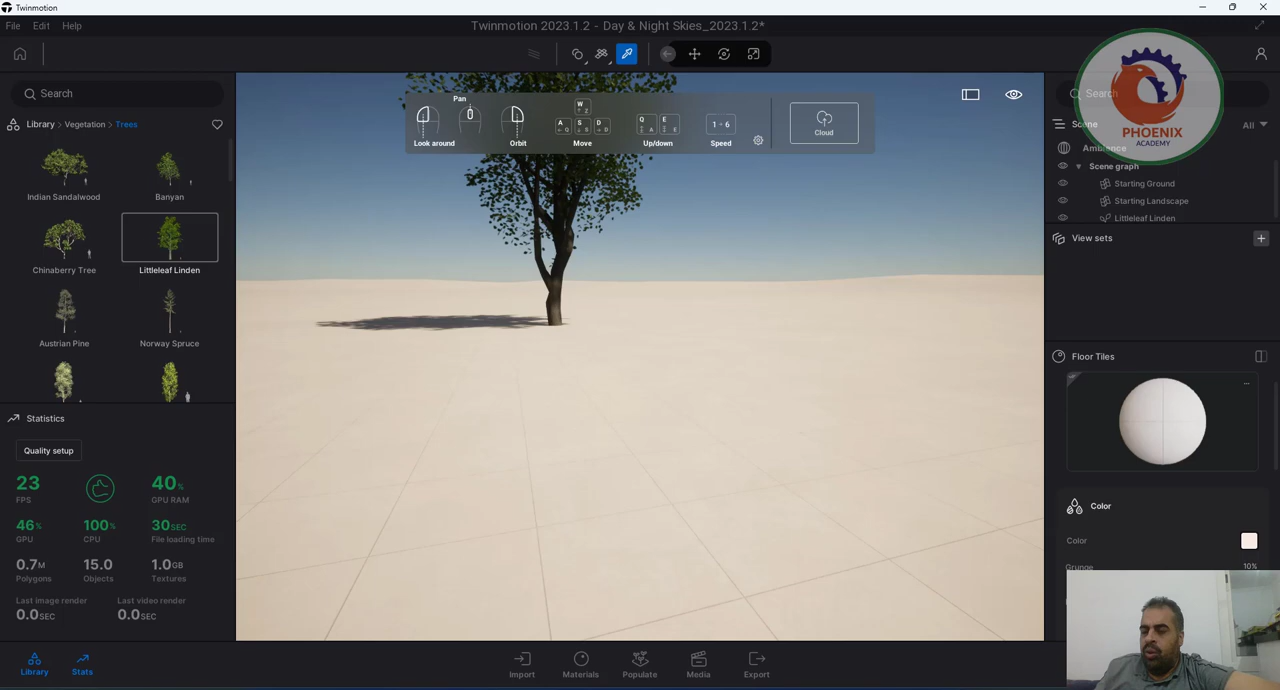 Twinmotion
File Edit Help
Twinmotion 2023.1.2 - Day & Night Skies_2023.1.2*
Search
Library > Vegetation > Trees
Indian Sandalwood
Banyan
Chinaberry Tree
Littleleaf Linden
Austrian Pine
Norway Spruce
Statistics
Quality setup
23
FPS
40%
GPU RAM
46%
GPU
100%
CPU
30SEC
File loading time
0.7M
Polygons
15.0
Objects
1.0GB
Textures
Last image render
0.0SEC
Last video render
0.0SEC
Library
Stats
Pan
Look around
Orbit
W
A S D
Move
Q E
Up/down
1 - 6
Speed
Cloud
Import
Materials
Populate
Media
Export
Search
PHOENIX
ACADEMY
Scene
All
Ambience
Scene graph
Starting Ground
Starting Landscape
Littleleaf Linden
View sets
Floor Tiles
Color
Color
Grunge
10%